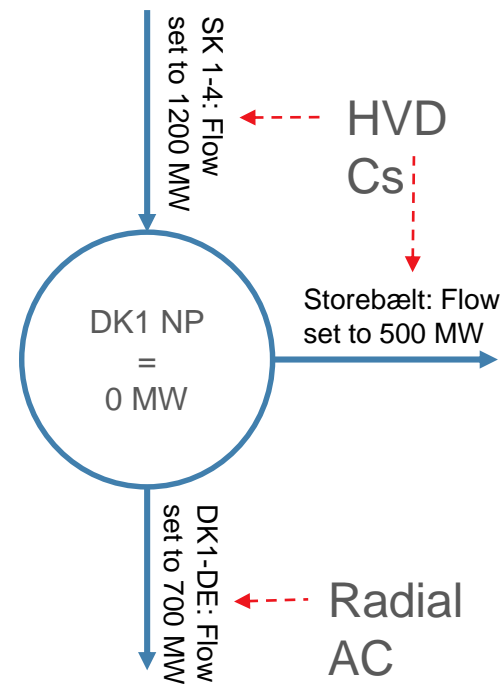 SK 1-4: Flow
set to 1200 MW
HVD
Cs
Storebælt: Flow
set to 500 MW
DK1 NP
=
0 MW
DK1-DE: Flow
set to 700 MW
Radial
AC